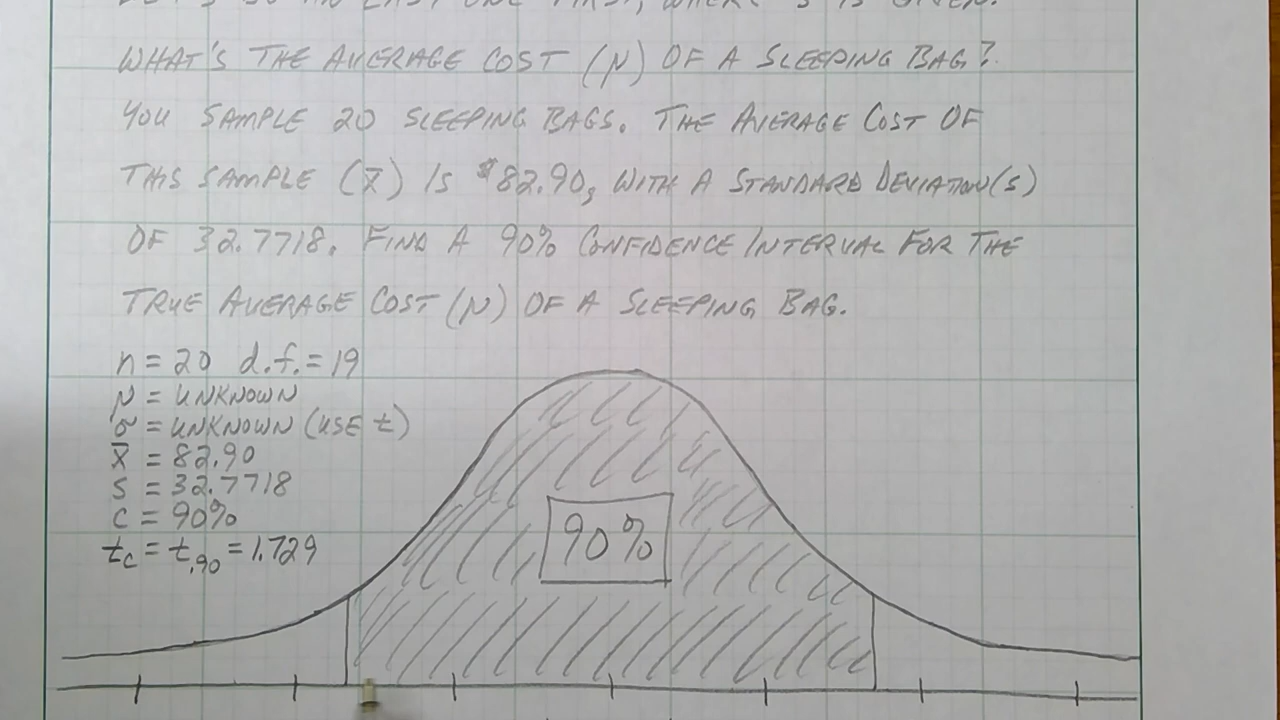 WHAT'S THE AVERAGE COST (μ) OF A SLEEPING BAG?
YOU SAMPLE 20 SLEEPING BAGS. THE AVERAGE COST OF
THIS SAMPLE (x̄) IS $82.90, WITH A STANDARD DEVIATION (s)
OF 32.7718. FIND A 90% CONFIDENCE INTERVAL FOR THE
TRUE AVERAGE COST (μ) OF A SLEEPING BAG.
n = 20 d.f. = 19
μ = UNKNOWN
σ = UNKNOWN (USE t)
x̄ = 82.90
s = 32.7718
c = 90%
tc = t.90 = 1.729
90%